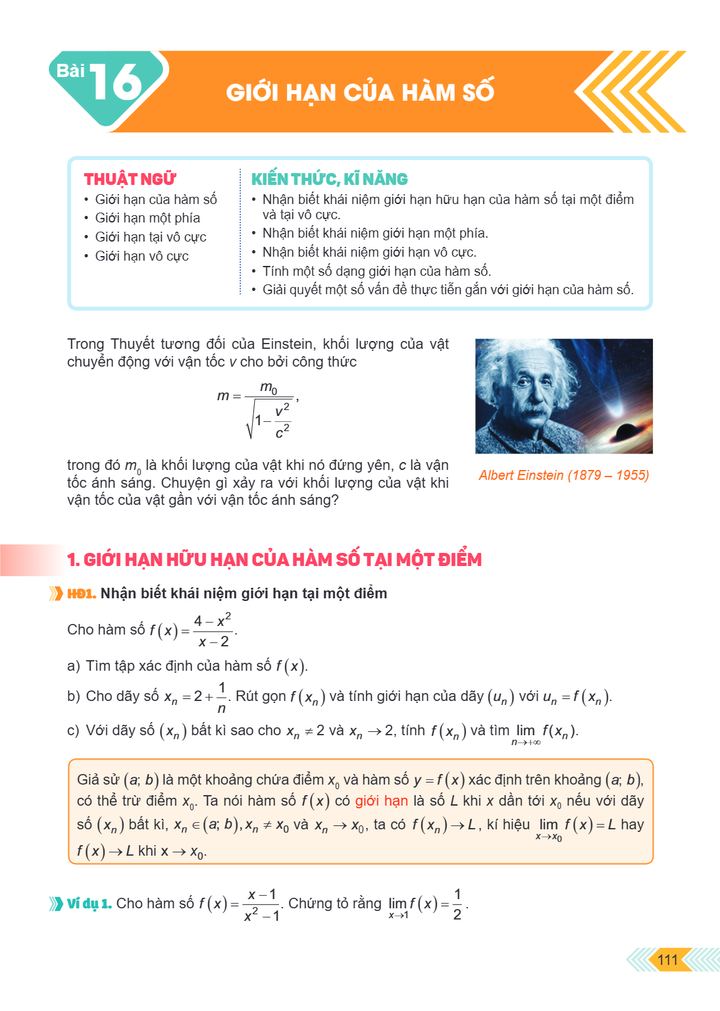 Bài 16
GIỚI HẠN CỦA HÀM SỐ
THUẬT NGỮ
• Giới hạn của hàm số
• Giới hạn một phía
• Giới hạn tại vô cực
• Giới hạn vô cực
KIẾN THỨC, KĨ NĂNG
• Nhận biết khái niệm giới hạn hữu hạn của hàm số tại một điểm
và tại vô cực.
• Nhận biết khái niệm giới hạn một phía.
• Nhận biết khái niệm giới hạn vô cực.
• Tính một số dạng giới hạn của hàm số.
• Giải quyết một số vấn đề thực tiễn gắn với giới hạn của hàm số.
Trong Thuyết tương đối của Einstein, khối lượng của vật
chuyển động với vận tốc v cho bởi công thức
m = m₀ / √(1 − v²/c²),
trong đó m₀ là khối lượng của vật khi nó đứng yên, c là vận
tốc ánh sáng. Chuyện gì xảy ra với khối lượng của vật khi
vận tốc của vật gần với vận tốc ánh sáng?
Albert Einstein (1879 – 1955)
1. GIỚI HẠN HỮU HẠN CỦA HÀM SỐ TẠI MỘT ĐIỂM
HĐ1. Nhận biết khái niệm giới hạn tại một điểm
Cho hàm số f(x) = (4 − x²)/(x − 2).
a) Tìm tập xác định của hàm số f(x).
b) Cho dãy số xₙ = 2 + 1/n. Rút gọn f(xₙ) và tính giới hạn của dãy (uₙ) với uₙ = f(xₙ).
c) Với dãy số (xₙ) bất kì sao cho xₙ ≠ 2 và xₙ → 2, tính f(xₙ) và tìm lim n→+∞ f(xₙ).
Giả sử (a; b) là một khoảng chứa điểm x₀ và hàm số y = f(x) xác định trên khoảng (a; b),
có thể trừ điểm x₀. Ta nói hàm số f(x) có giới hạn là số L khi x dần tới x₀ nếu với dãy
số (xₙ) bất kì, xₙ ∈ (a; b), xₙ ≠ x₀ và xₙ → x₀, ta có f(xₙ) → L, kí hiệu lim x→x₀ f(x) = L hay
f(x) → L khi x → x₀.
Ví dụ 1. Cho hàm số f(x) = (x − 1)/(x² − 1). Chứng tỏ rằng lim x→1 f(x) = 1/2.
111